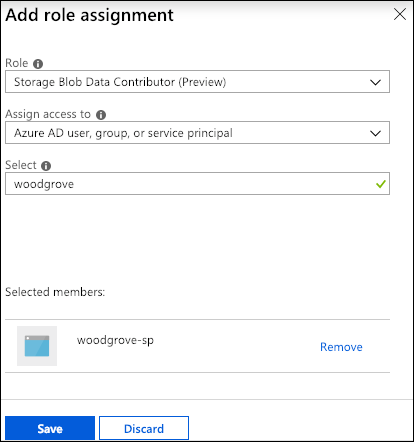 Add role assignment
Role
Storage Blob Data Contributor (Preview)
Assign access to
Azure AD user, group, or service principal
Select
woodgrove
Selected members:
woodgrove-sp
Remove
Save
Discard